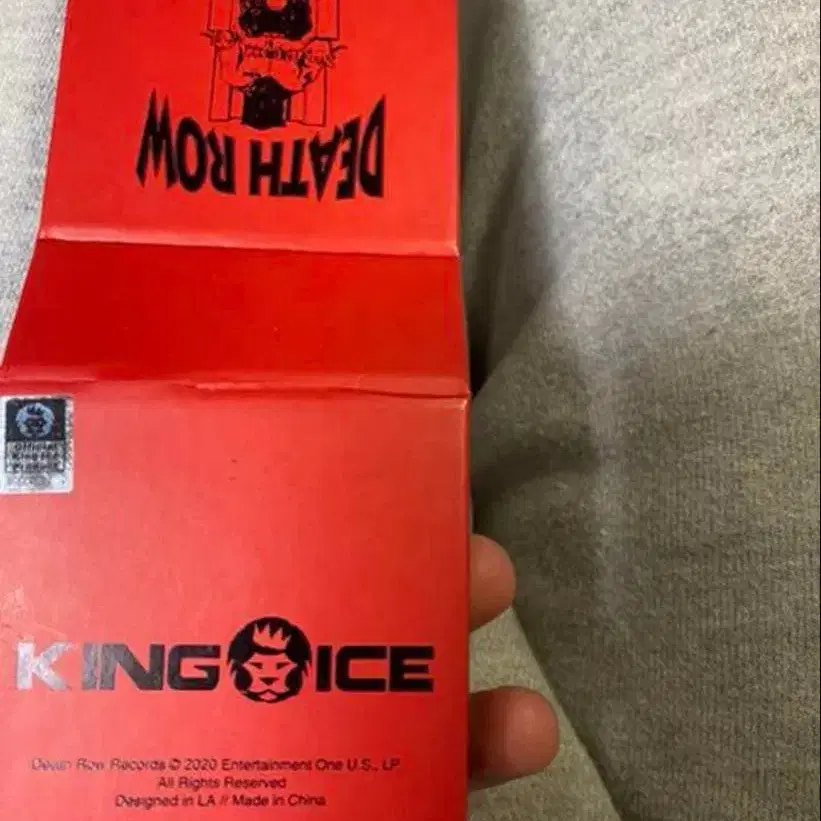 DEATH ROW
Official
King Ice
Product
KING ICE
Death Row Records © 2020 Entertainment One U.S., LP
All Rights Reserved
Designed in LA // Made in China